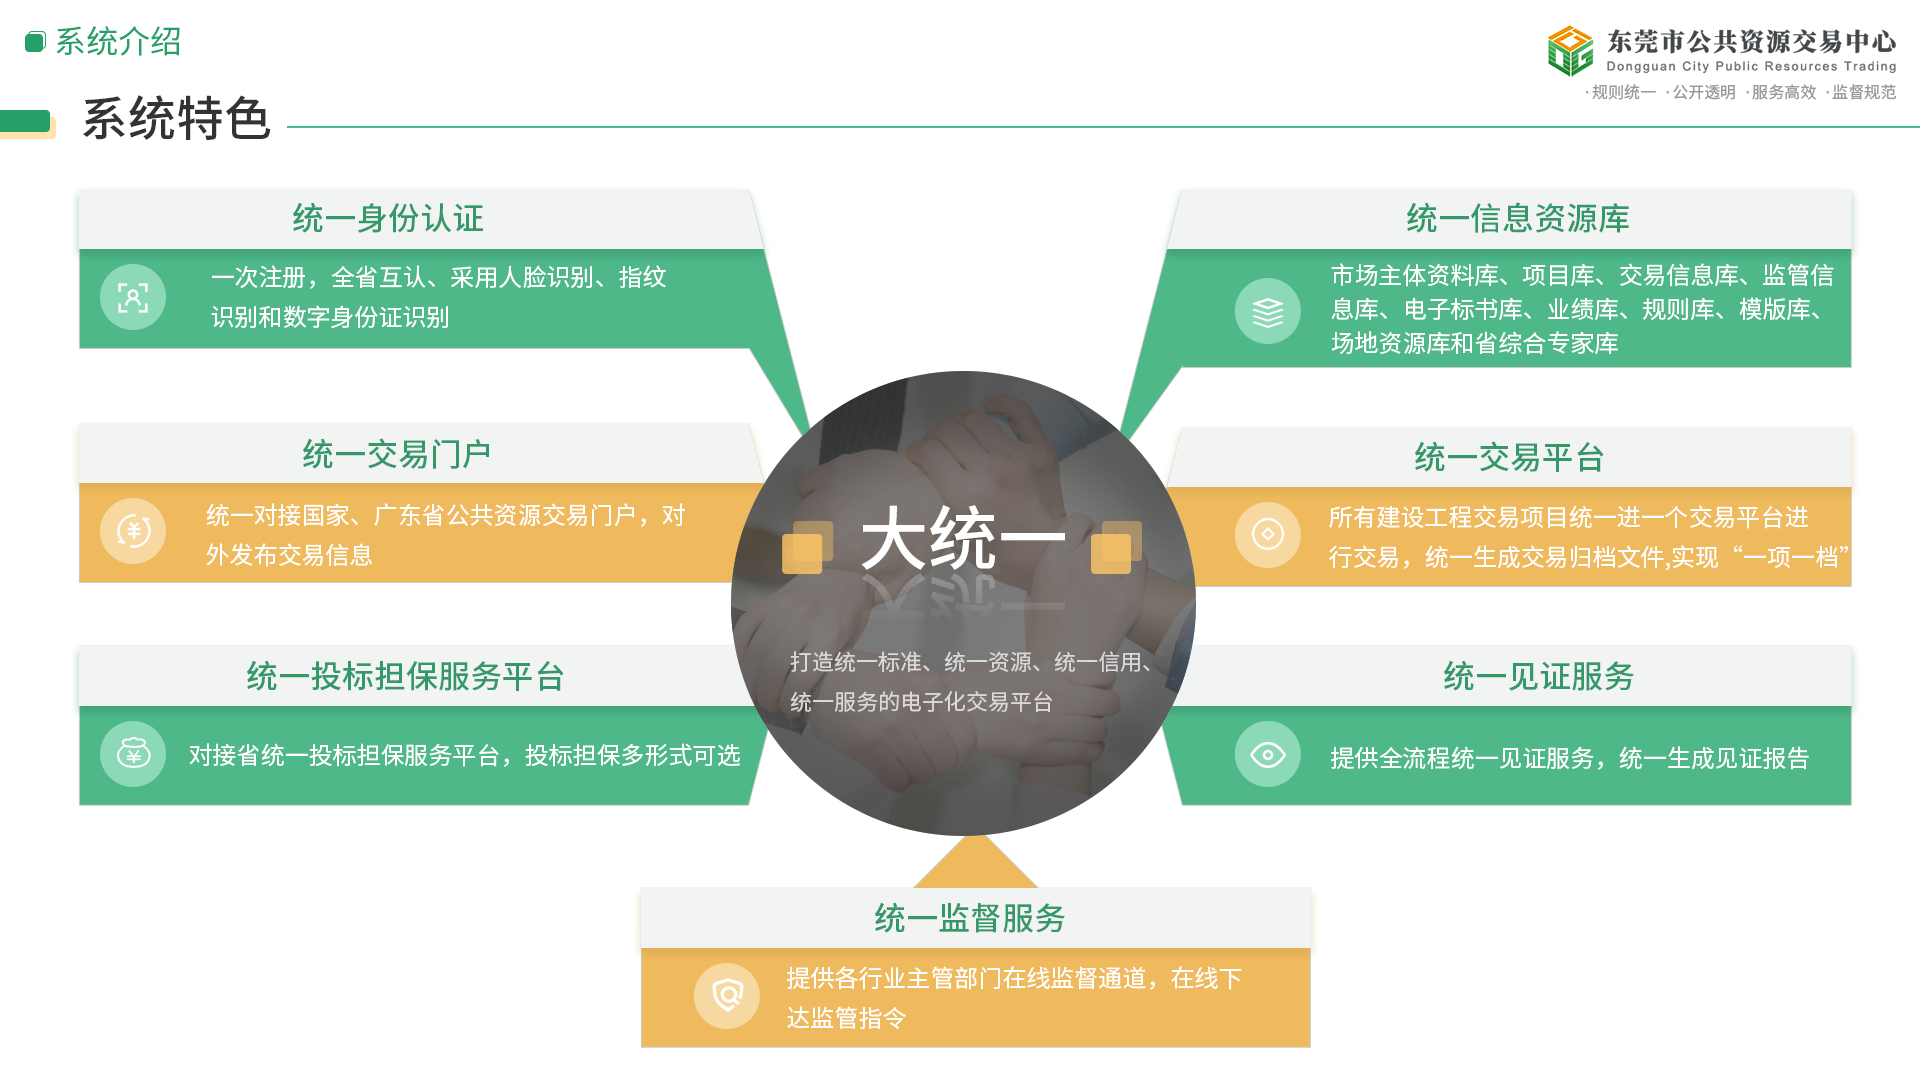 系统介绍
东莞市公共资源交易中心
Dongguan City Public Resources Trading
·规则统一 ·公开透明 ·服务高效 ·监督规范
系统特色
统一身份认证
一次注册，全省互认、采用人脸识别、指纹
识别和数字身份证识别
统一信息资源库
市场主体资料库、项目库、交易信息库、监管信
息库、电子标书库、业绩库、规则库、模版库、
场地资源库和省综合专家库
统一交易门户
统一对接国家、广东省公共资源交易门户，对
外发布交易信息
统一交易平台
所有建设工程交易项目统一进一个交易平台进
行交易，统一生成交易归档文件,实现“一项一档”
大统一
打造统一标准、统一资源、统一信用、
统一服务的电子化交易平台
统一投标担保服务平台
对接省统一投标担保服务平台，投标担保多形式可选
统一见证服务
提供全流程统一见证服务，统一生成见证报告
统一监督服务
提供各行业主管部门在线监督通道，在线下
达监管指令